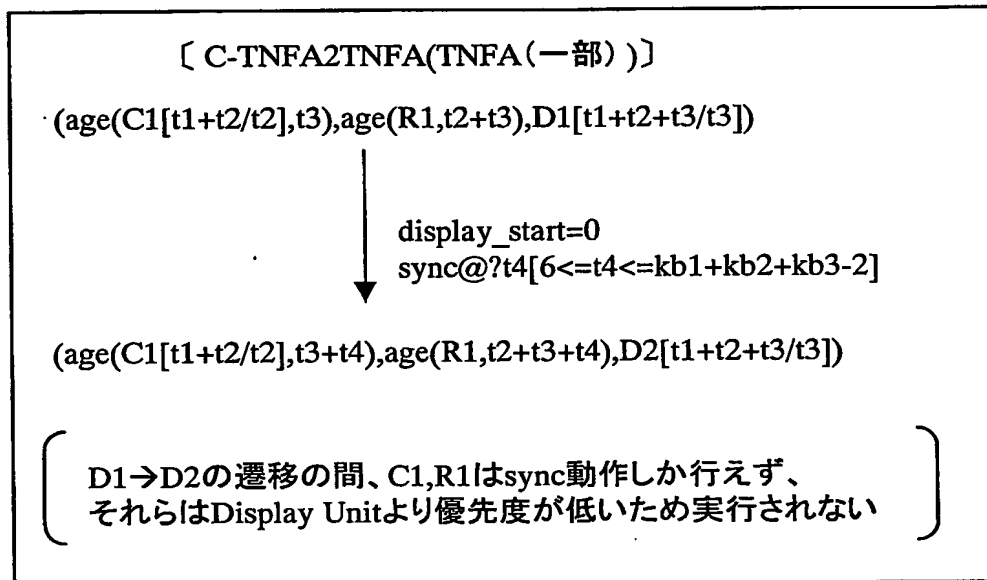 〔 C-TNFA2TNFA(TNFA(一部) )〕
(age(C1[t1+t2/t2],t3),age(R1,t2+t3),D1[t1+t2+t3/t3])
display_start=0
sync@?t4[6<=t4<=kb1+kb2+kb3-2]
(age(C1[t1+t2/t2],t3+t4),age(R1,t2+t3+t4),D2[t1+t2+t3/t3])
D1→D2の遷移の間、C1,R1はsync動作しか行えず、
それらはDisplay Unitより優先度が低いため実行されない